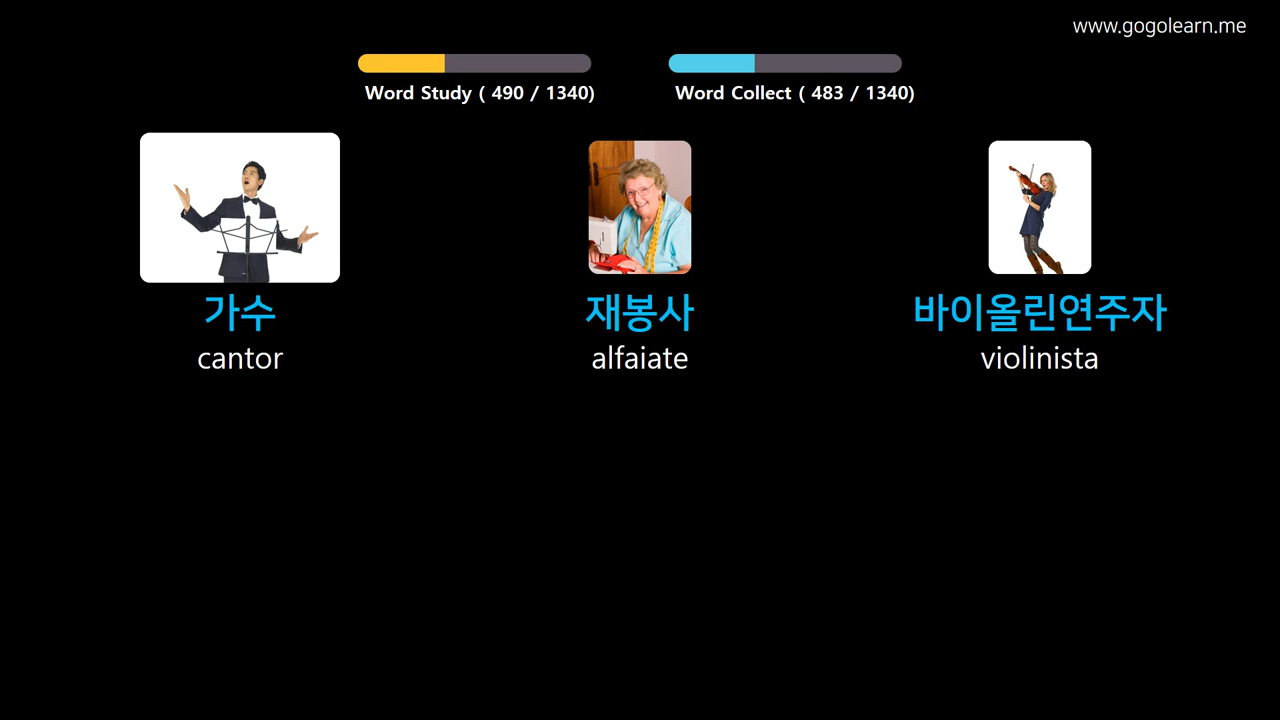 www.gogolearn.me
Word Study ( 490 / 1340)
Word Collect ( 483 / 1340)
가수
재봉사
바이올린연주자
cantor
alfaiate
violinista